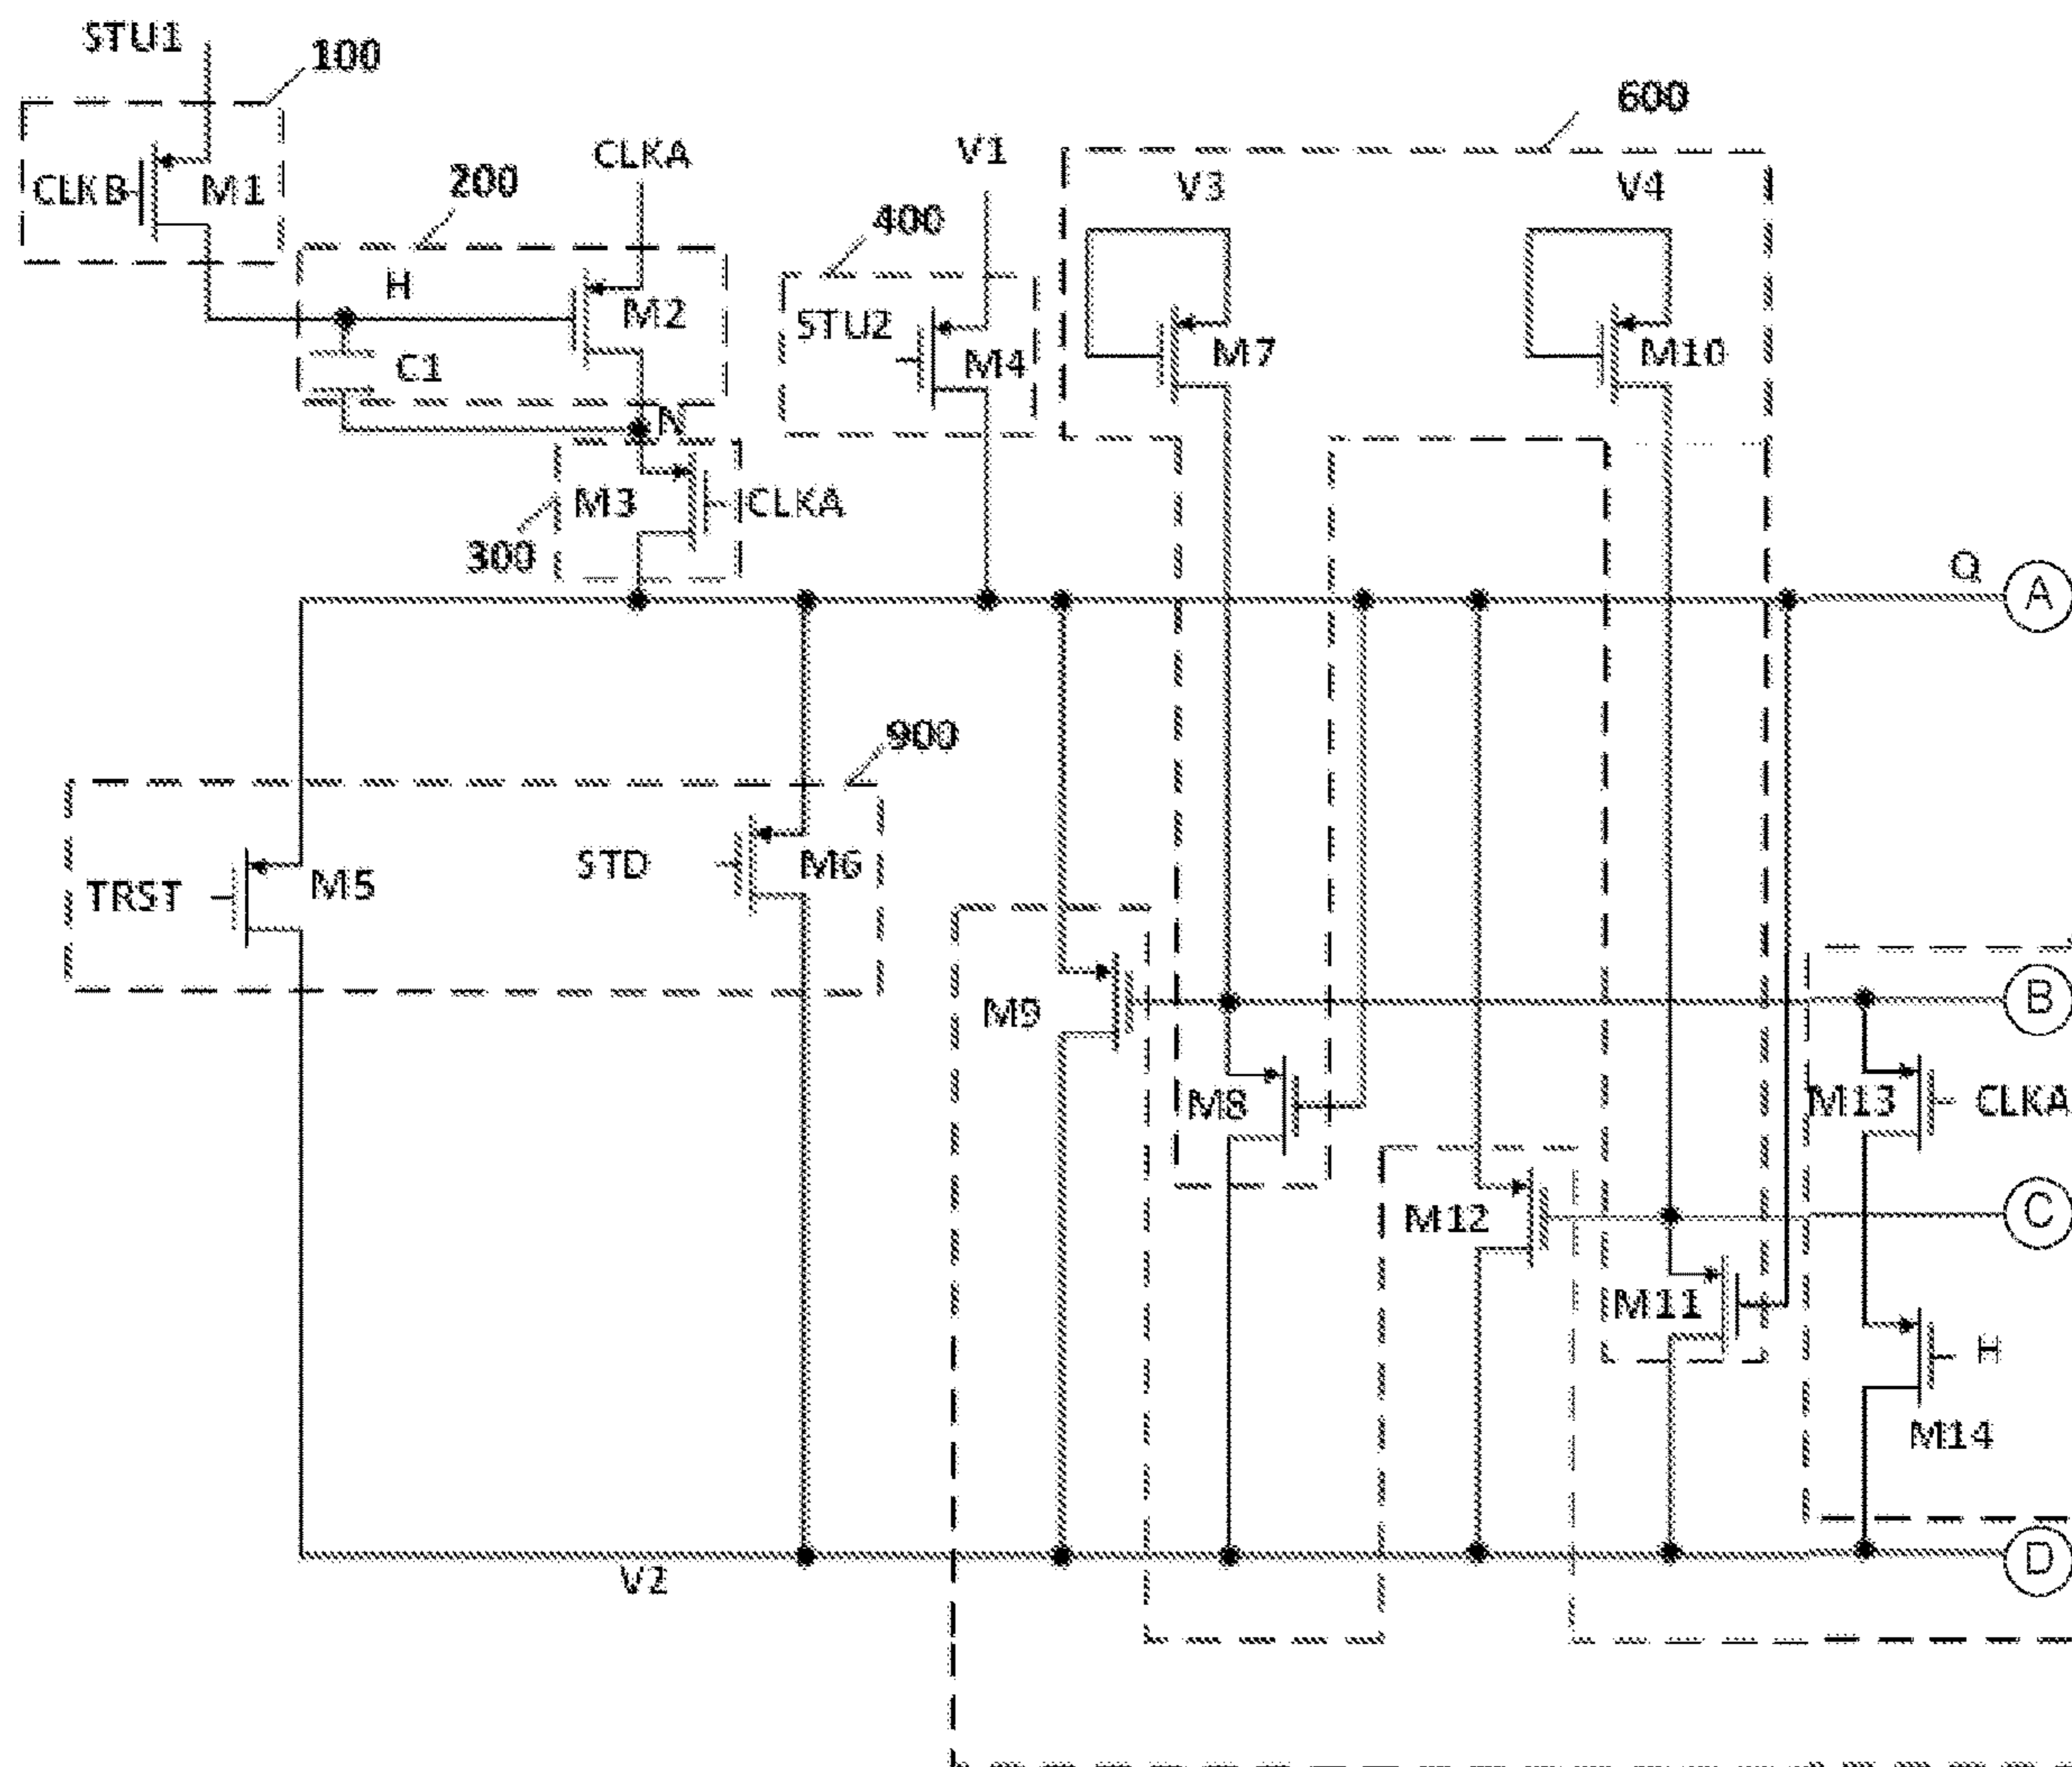 STU1
100
600
CLKA
V1
200
V3
V4
CLKB
M1
400
H
M2
STU2
M4
M7
M10
C1
N
M3
CLKA
300
Q
A
900
STD
M6
M5
TRST
M9
B
M8
M13
CLKA
M12
C
M11
H
M14
V2
D